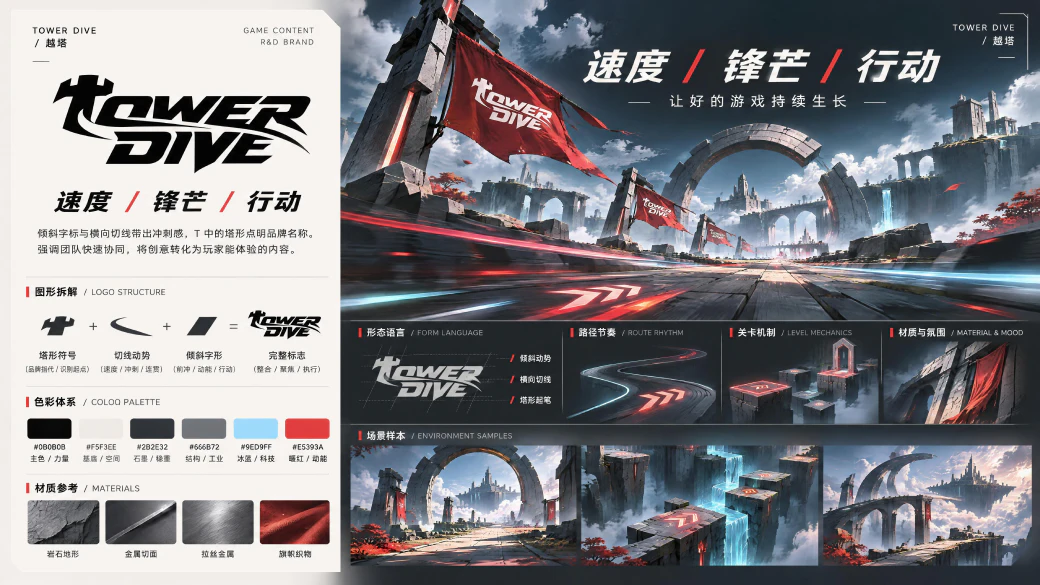 TOWER DIVE
/ 越塔
GAME CONTENT
R&D BRAND
TOWER
DIVE
速度 / 锋芒 / 行动
倾斜字标与横向切线带出冲刺感，T 中的塔形点明品牌名称。
强调团队快速协同，将创意转化为玩家能体验的内容。
图形拆解 / LOGO STRUCTURE
+ + = TOWER DIVE
塔形符号 切线动势 倾斜字形 完整标志
(品牌指代 / 识别起点) (速度 / 冲刺 / 连贯) (前冲 / 动能 / 行动) (整合 / 聚焦 / 执行)
色彩体系 / COLOQ PALETTE
#0B0B0B #F5F3EE #2B2E32 #666B72 #9ED9FF #E5393A
主色 / 力量 基底 / 空间 石墨 / 稳重 结构 / 工业 冰蓝 / 科技 暖红 / 动能
材质参考 / MATERIALS
岩石地形 金属切面 拉丝金属 旗帜织物
TOWER DIVE
/ 越塔
速度 / 锋芒 / 行动
让好的游戏持续生长
TOWER
DIVE
TOWER
DIVE
形态语言 / FORM LANGUAGE
TOWER
DIVE
/ 倾斜动势
/ 横向切线
/ 塔形起笔
路径节奏 / ROUTE RHYTHM
关卡机制 / LEVEL MECHANICS
材质与氛围 / MATERIAL & MOOD
场景样本 / ENVIRONMENT SAMPLES